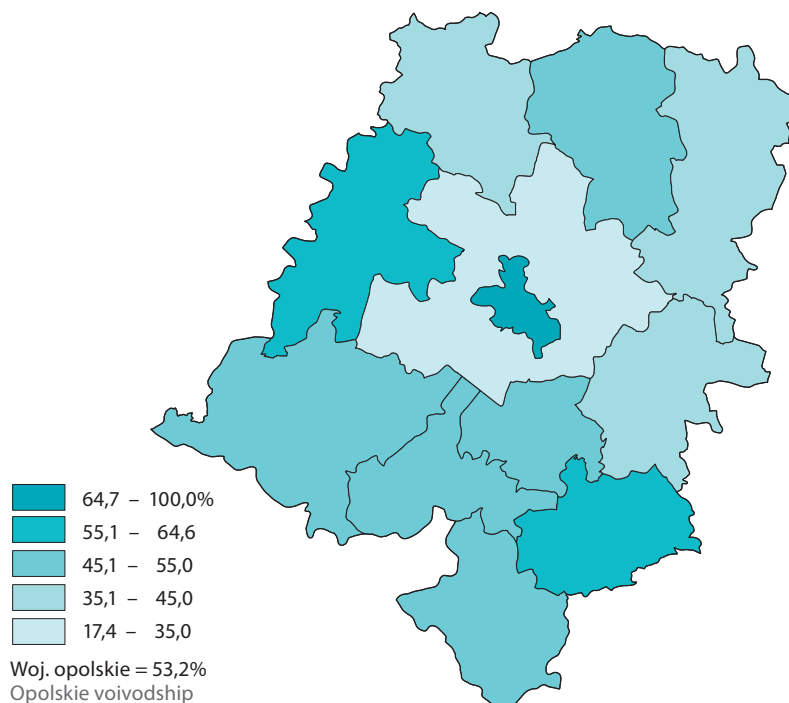 64,7 – 100,0%
55,1 – 64,6
45,1 – 55,0
35,1 – 45,0
17,4 – 35,0
Woj. opolskie = 53,2%
Opolskie voivodship